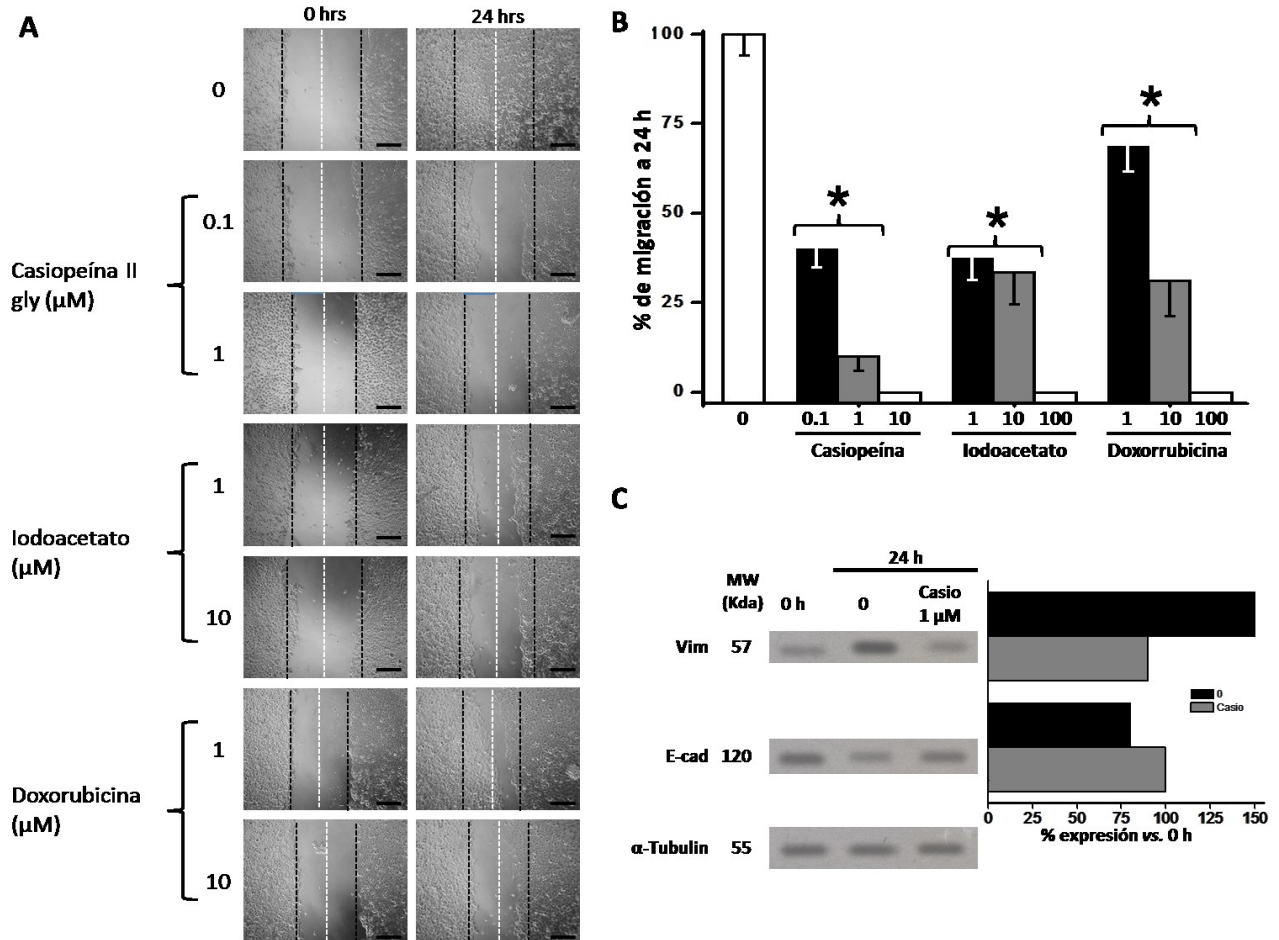 A
0 hrs
24 hrs
0
Casiopeína II
gly (µM)
0.1
1
Iodoacetato
(µM)
1
10
Doxorubicina
(µM)
1
10
B
% de migración a 24 h
100
75
50
25
0
*
*
*
0
0.1 1 10
1 10 100
1 10 100
Casiopeína
Iodoacetato
Doxorrubicina
C
24 h
MW
(Kda)
0 h
0
Casio
1 µM
Vim 57
E-cad 120
α-Tubulin 55
0
Casio
0 25 50 75 100 125 150
% expresión vs. 0 h